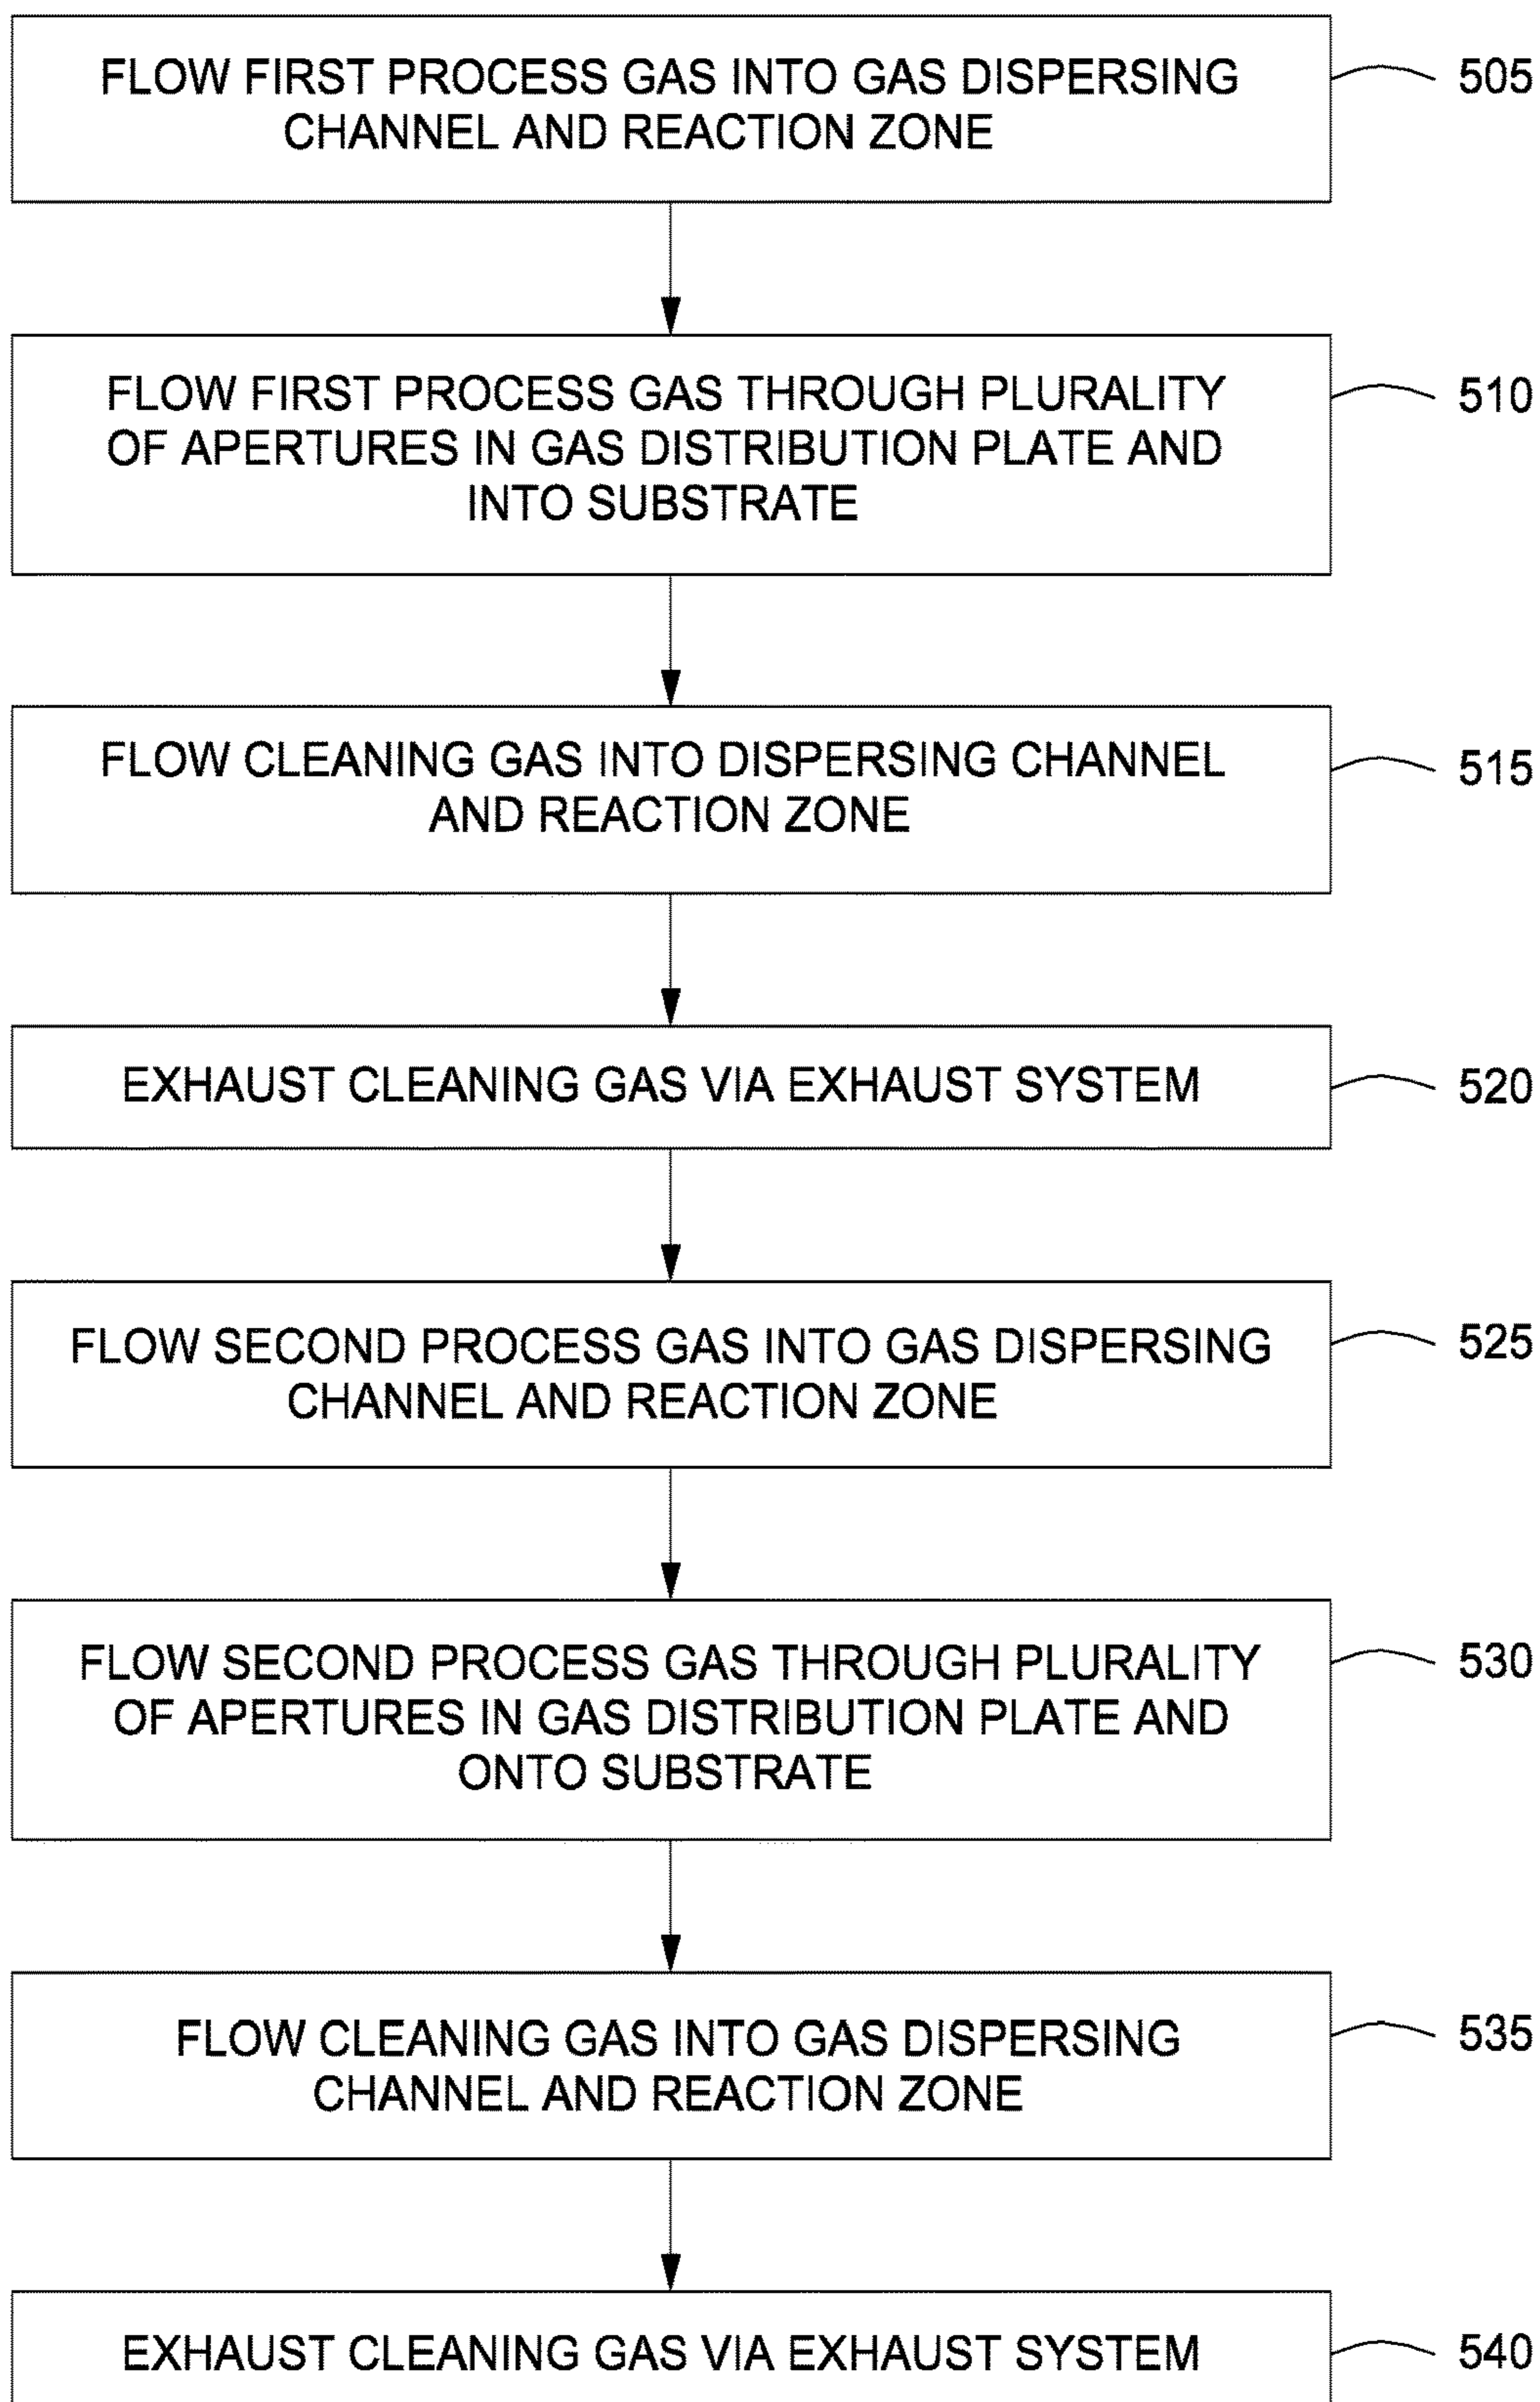 FLOW FIRST PROCESS GAS INTO GAS DISPERSING
CHANNEL AND REACTION ZONE
505
FLOW FIRST PROCESS GAS THROUGH PLURALITY
OF APERTURES IN GAS DISTRIBUTION PLATE AND
INTO SUBSTRATE
510
FLOW CLEANING GAS INTO DISPERSING CHANNEL
AND REACTION ZONE
515
EXHAUST CLEANING GAS VIA EXHAUST SYSTEM
520
FLOW SECOND PROCESS GAS INTO GAS DISPERSING
CHANNEL AND REACTION ZONE
525
FLOW SECOND PROCESS GAS THROUGH PLURALITY
OF APERTURES IN GAS DISTRIBUTION PLATE AND
ONTO SUBSTRATE
530
FLOW CLEANING GAS INTO GAS DISPERSING
CHANNEL AND REACTION ZONE
535
EXHAUST CLEANING GAS VIA EXHAUST SYSTEM
540